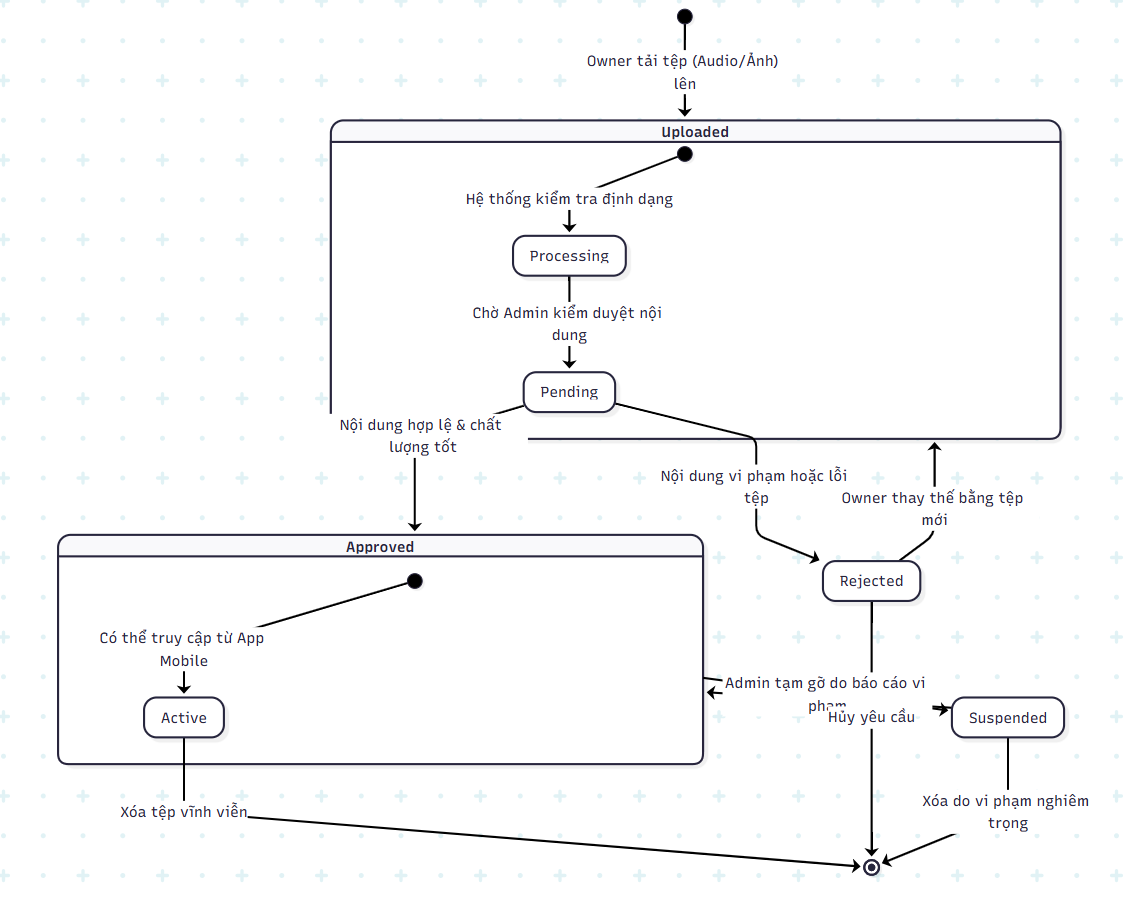 Owner tải tệp (Audio/Ảnh)
lên
Uploaded
Hệ thống kiểm tra định dạng
Processing
Chờ Admin kiểm duyệt nội
dung
Pending
Nội dung hợp lệ & chất
lượng tốt
Nội dung vi phạm hoặc lỗi
tệp
Owner thay thế bằng tệp
mới
Approved
Rejected
Có thể truy cập từ App
Mobile
Admin tạm gỡ do báo cáo vi
phạm
Hủy yêu cầu
Active
Suspended
Xóa tệp vĩnh viễn
Xóa do vi phạm nghiêm
trọng